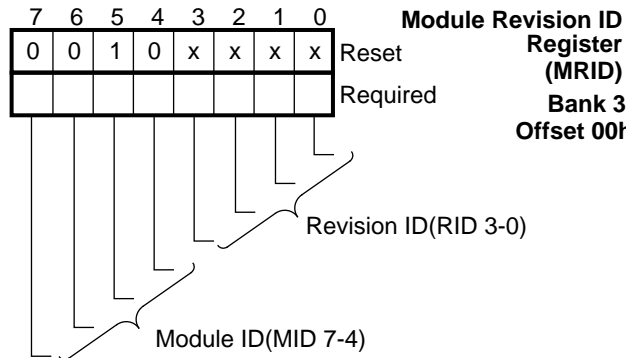 7 6 5 4 3 2 1 0
Module Revision ID
Register
(MRID)
Bank 3
Offset 00h
0 0 1 0 x x x x Reset
Required
Revision ID(RID 3-0)
Module ID(MID 7-4)